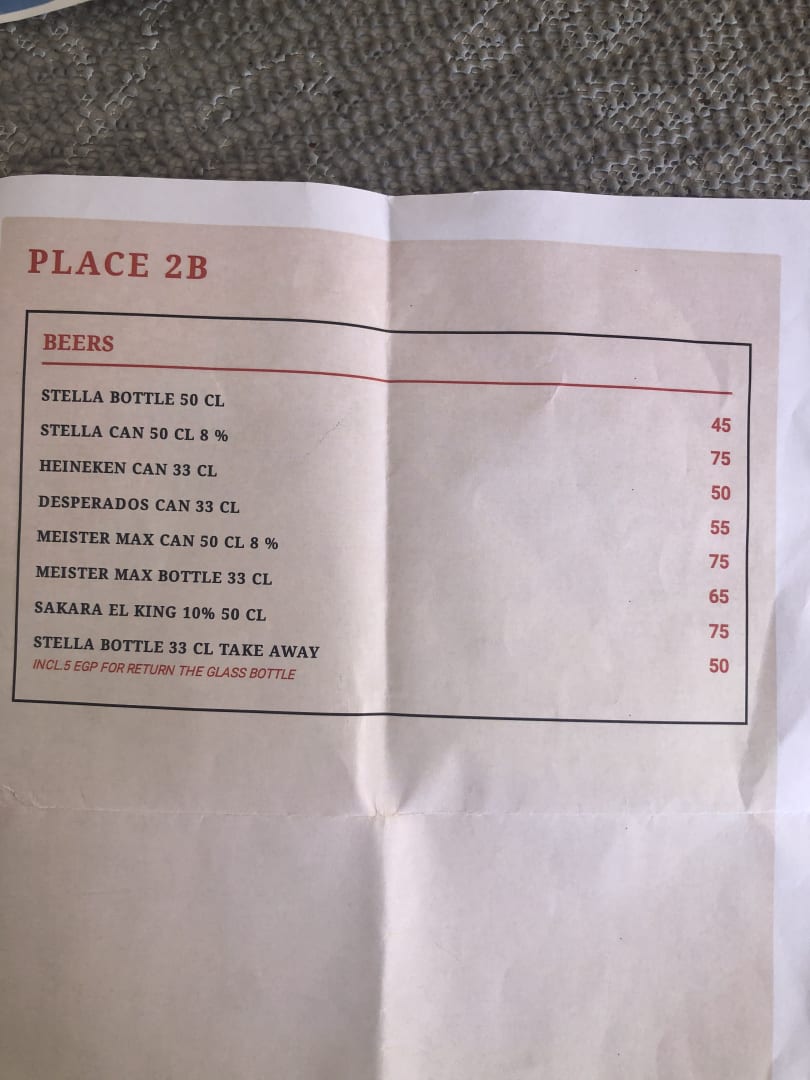 PLACE 2B
BEERS
STELLA BOTTLE 50 CL 45
STELLA CAN 50 CL 8 % 75
HEINEKEN CAN 33 CL 50
DESPERADOS CAN 33 CL 55
MEISTER MAX CAN 50 CL 8 % 75
MEISTER MAX BOTTLE 33 CL 65
SAKARA EL KING 10% 50 CL 75
STELLA BOTTLE 33 CL TAKE AWAY 50
INCL.5 EGP FOR RETURN THE GLASS BOTTLE